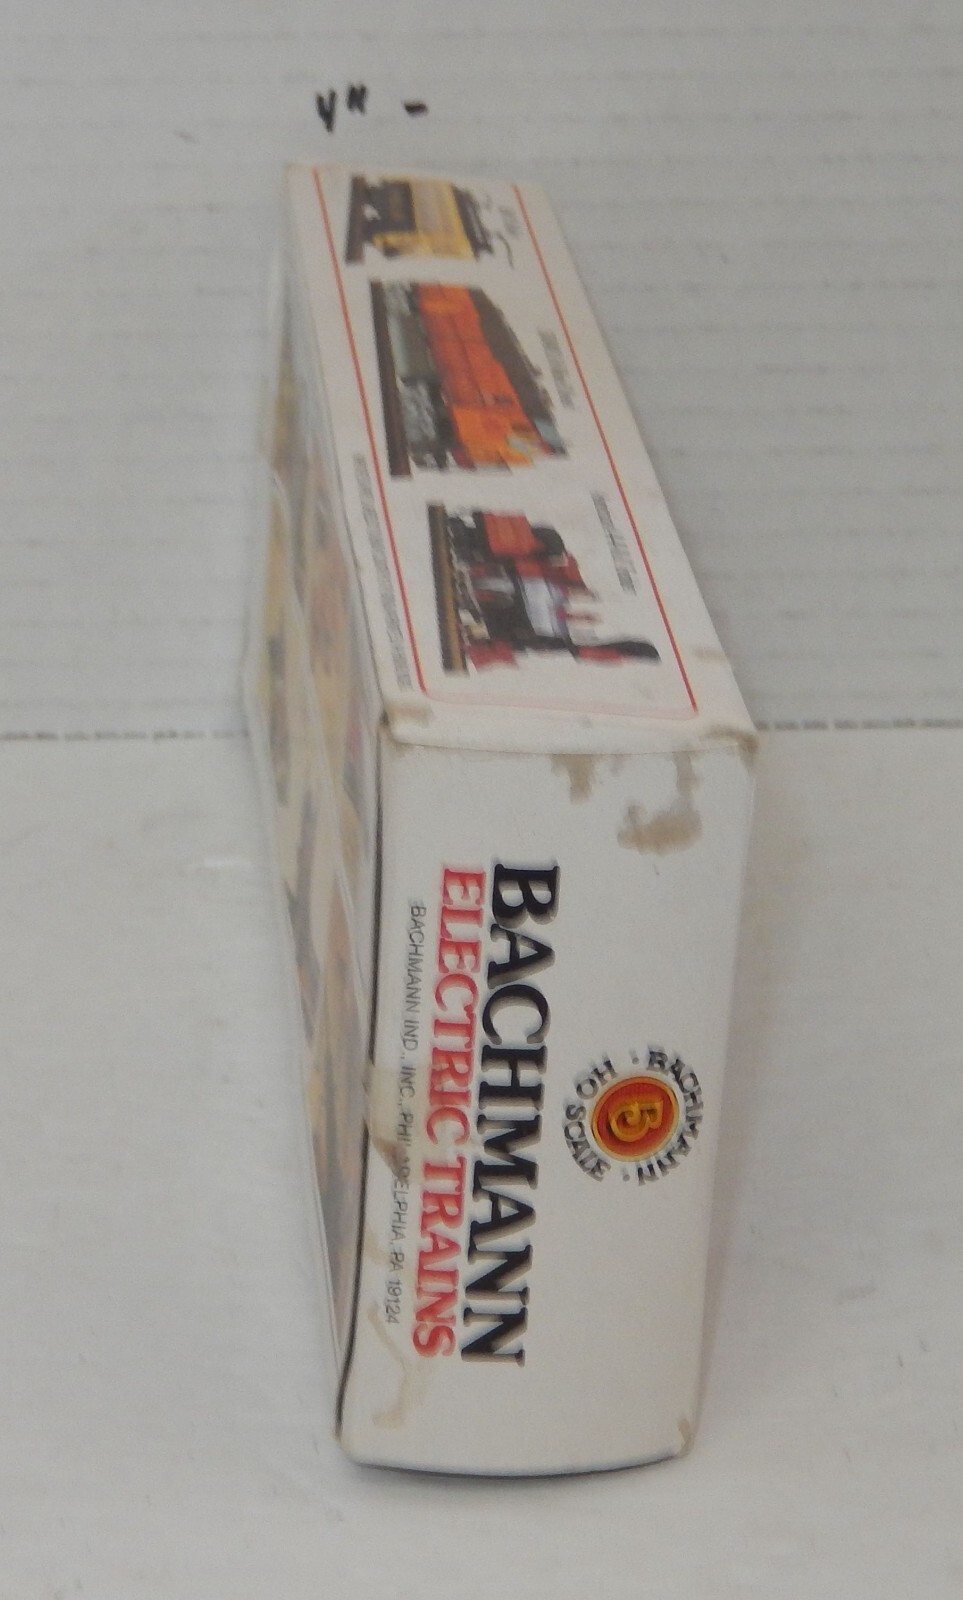 4" -
BACHMANN
ELECTRIC TRAINS
BACHMANN IND., INC., PHILADELPHIA, PA 19124
· BACHMANN ·
B
HO SCALE